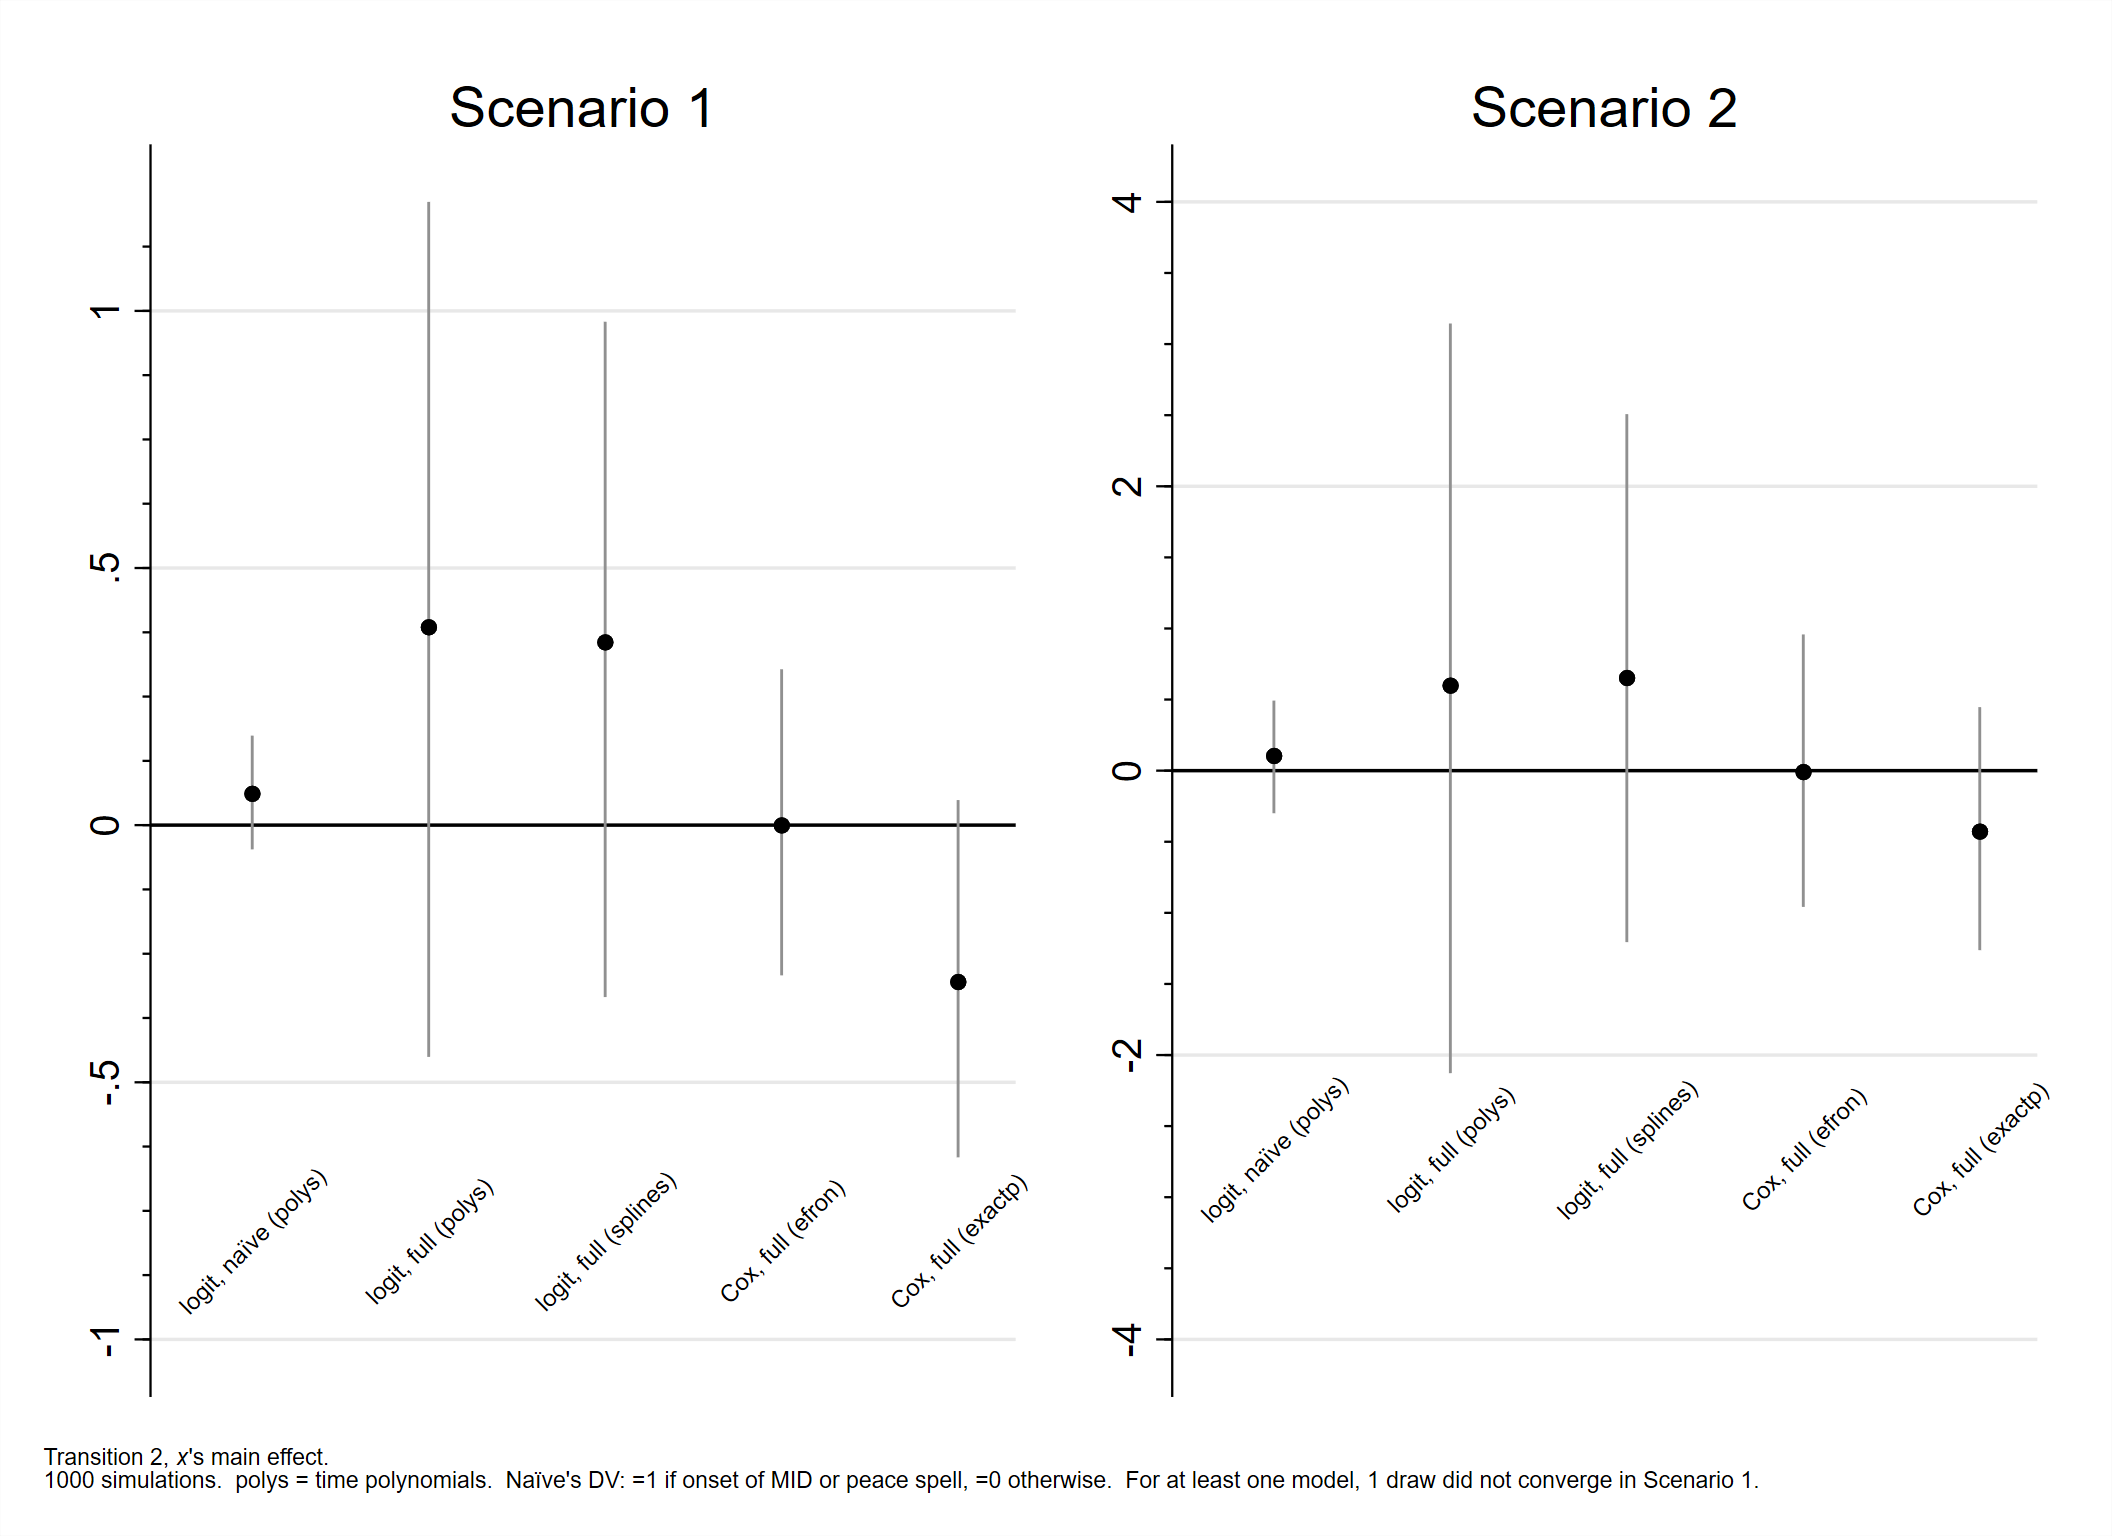 Scenario 1
1
.5
0
-.5
-1
logit, naïve (polys)
logit, full (polys)
logit, full (splines)
Cox, full (efron)
Cox, full (exactp)
Scenario 2
4
2
0
-2
-4
logit, naïve (polys)
logit, full (polys)
logit, full (splines)
Cox, full (efron)
Cox, full (exactp)
Transition 2, x's main effect.
1000 simulations.  polys = time polynomials.  Naïve's DV: =1 if onset of MID or peace spell, =0 otherwise.  For at least one model, 1 draw did not converge in Scenario 1.